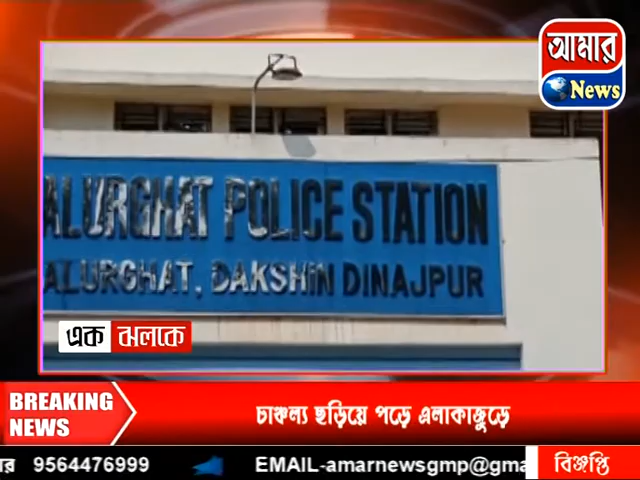 আমার
News
ALURGHAT POLICE STATION
ALURGHAT, DAKSHIN DINAJPUR
এক ঝলকে
BREAKING
NEWS
চাঞ্চল্য ছড়িয়ে পড়ে এলাকাজুড়ে
র 9564476999 EMAIL-amarnewsgmp@gma
বিজ্ঞপ্তি